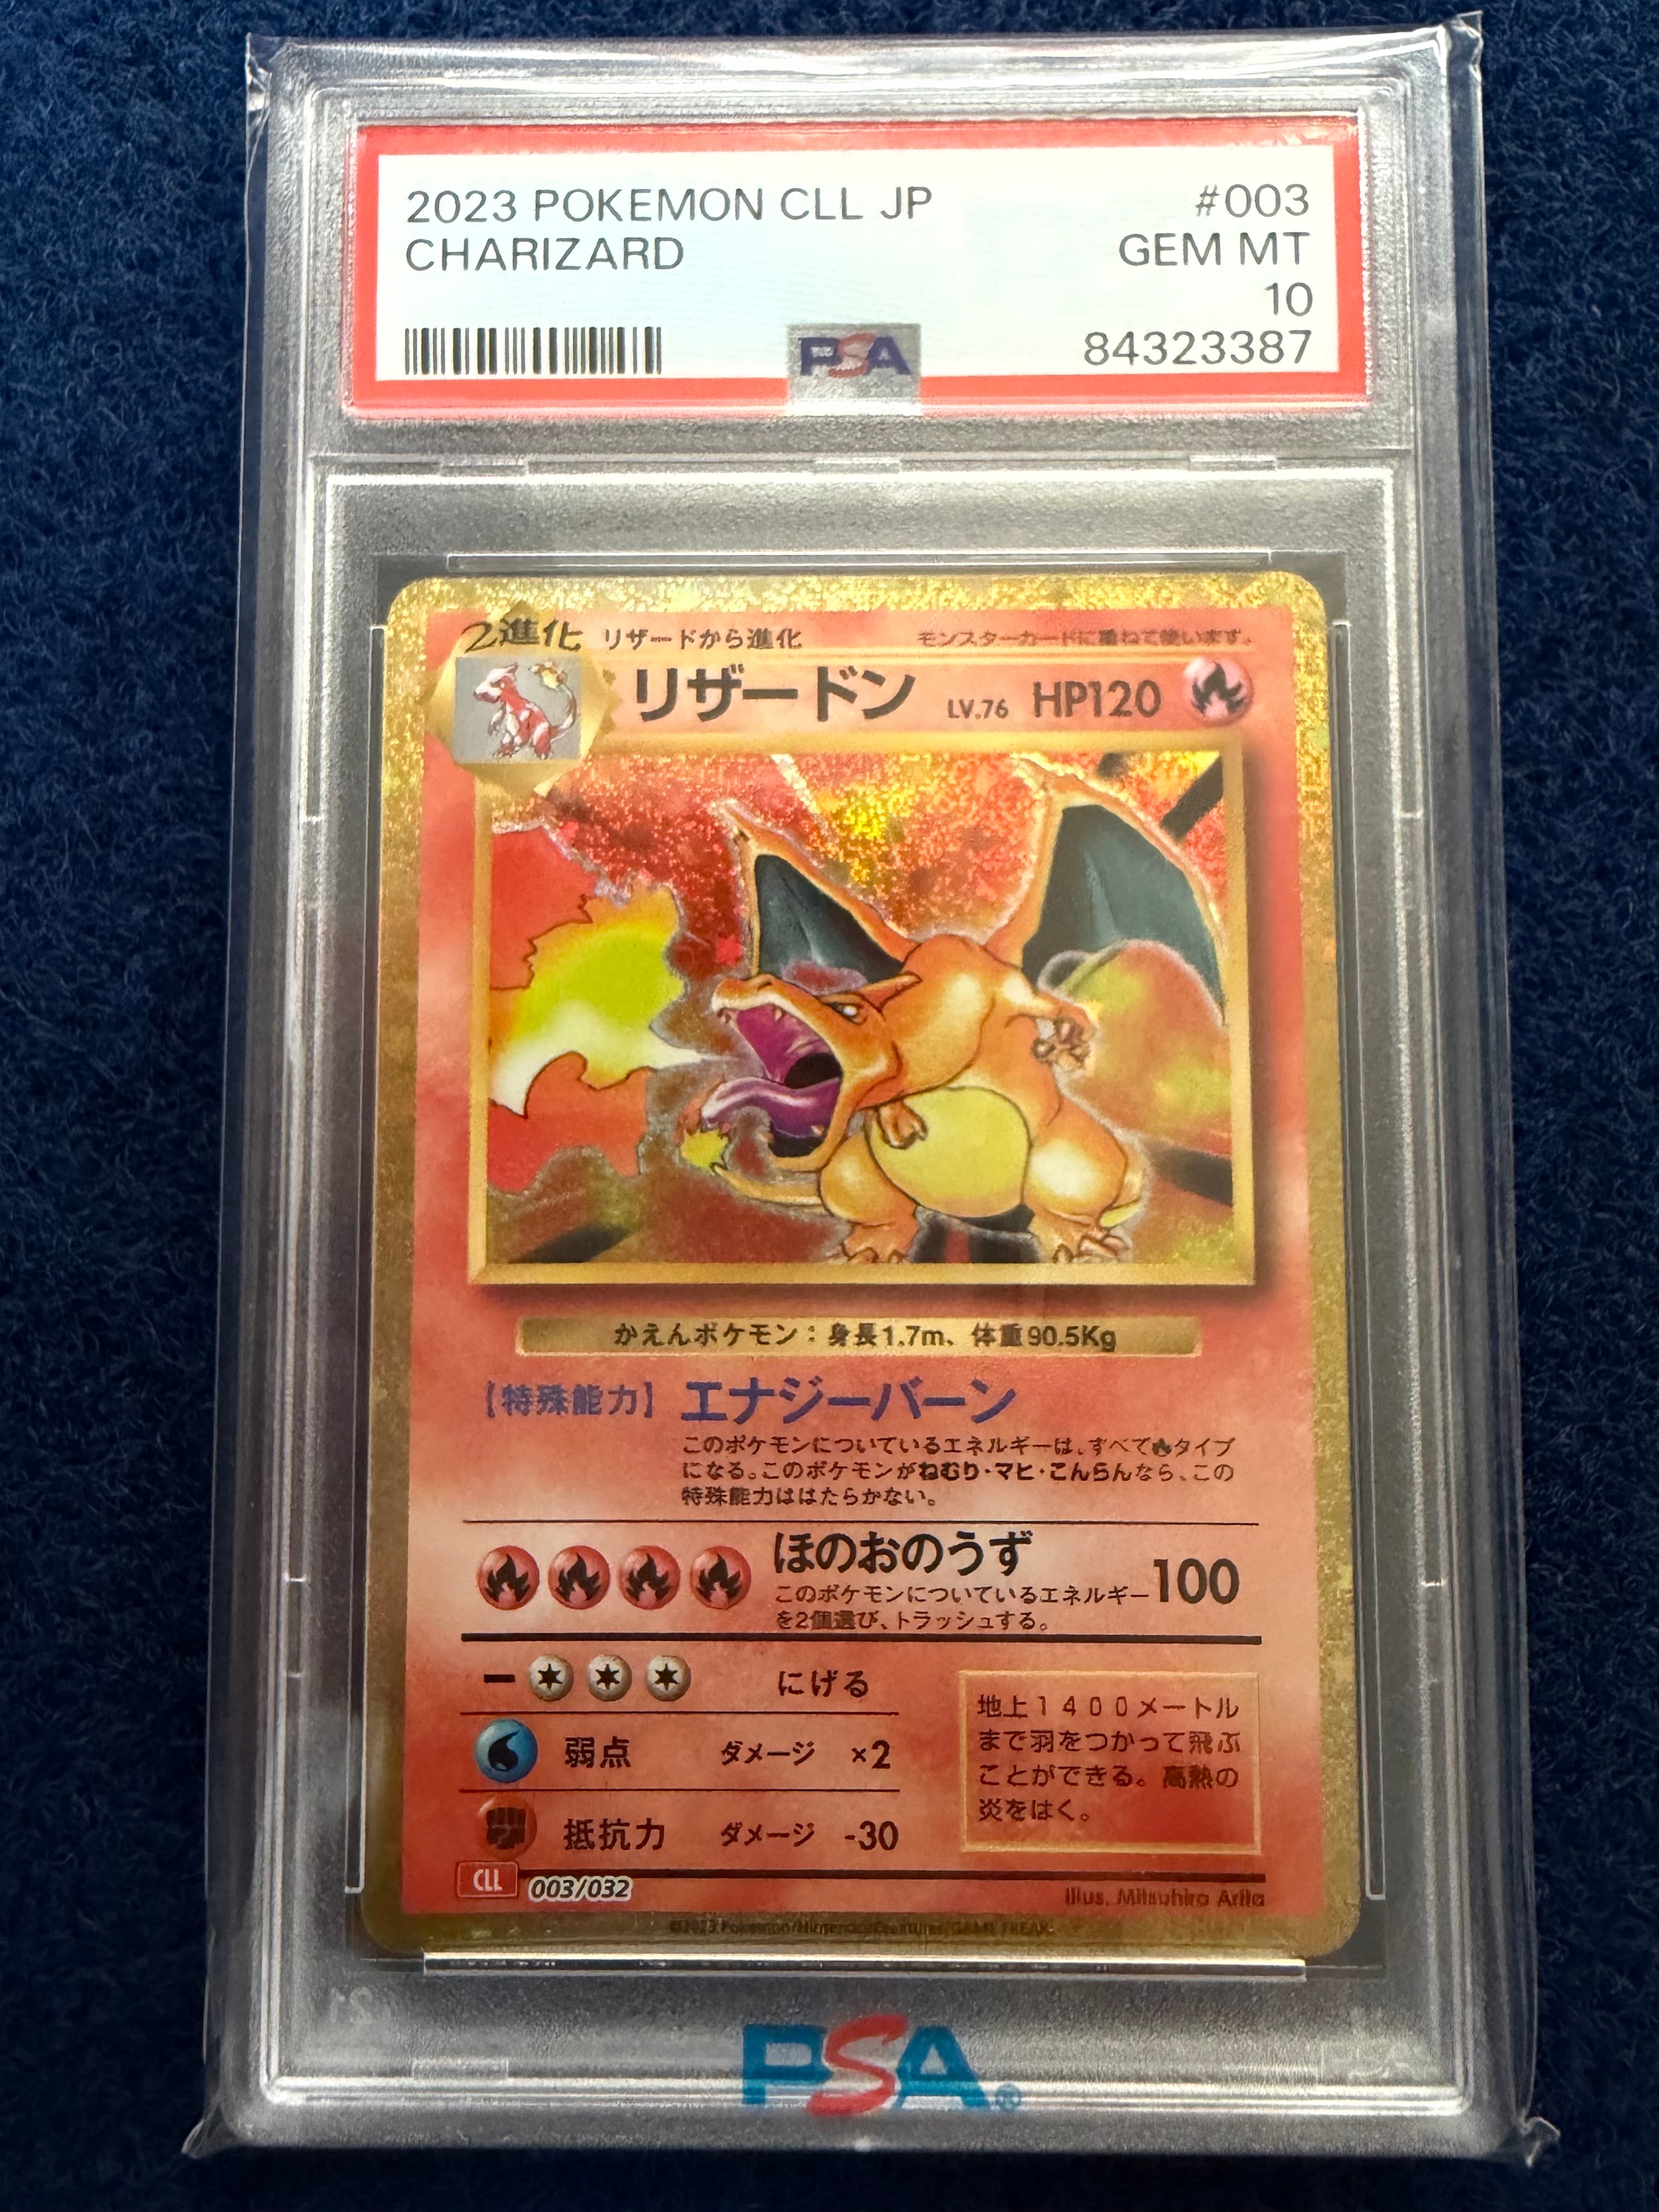 2023 POKEMON CLL JP #003
CHARIZARD GEM MT
10
PSA 84323387
2進化 リザードから進化 モンスターカードに重ねて使います。
リザードン LV.76 HP120
かえんポケモン：身長1.7m、体重90.5Kg
【特殊能力】 エナジーバーン
このポケモンについているエネルギーは、すべてタイプ
になる。このポケモンがねむり・マヒ・こんらんなら、この
特殊能力ははたらかない。
ほのおのうず 100
このポケモンについているエネルギー
を2個選び、トラッシュする。
ー にげる
弱点 ダメージ ×2
抵抗力 ダメージ -30
地上１４００メートル
まで羽をつかって飛ぶ
ことができる。高熱の
炎をはく。
CLL 003/032 Illus. Mitsuhiro Arita
©2023 Pokémon/Nintendo/Creatures/GAME FREAK.
PSA®